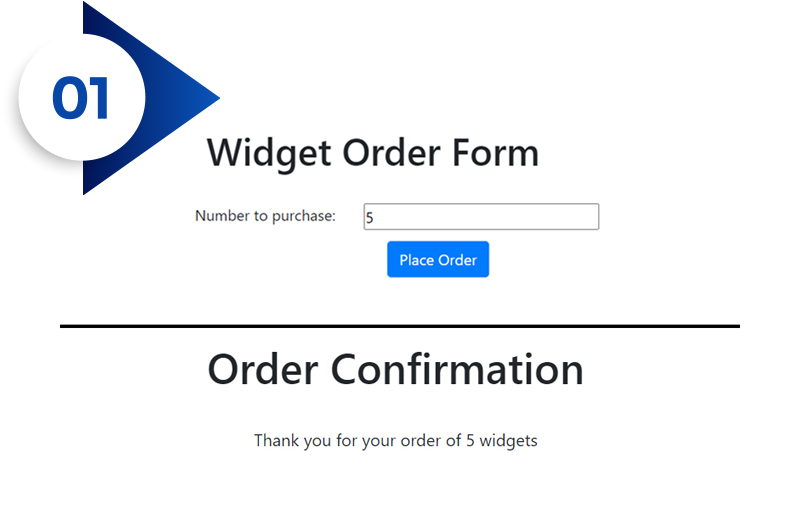 01
Widget Order Form
Number to purchase: 5
Place Order
Order Confirmation
Thank you for your order of 5 widgets